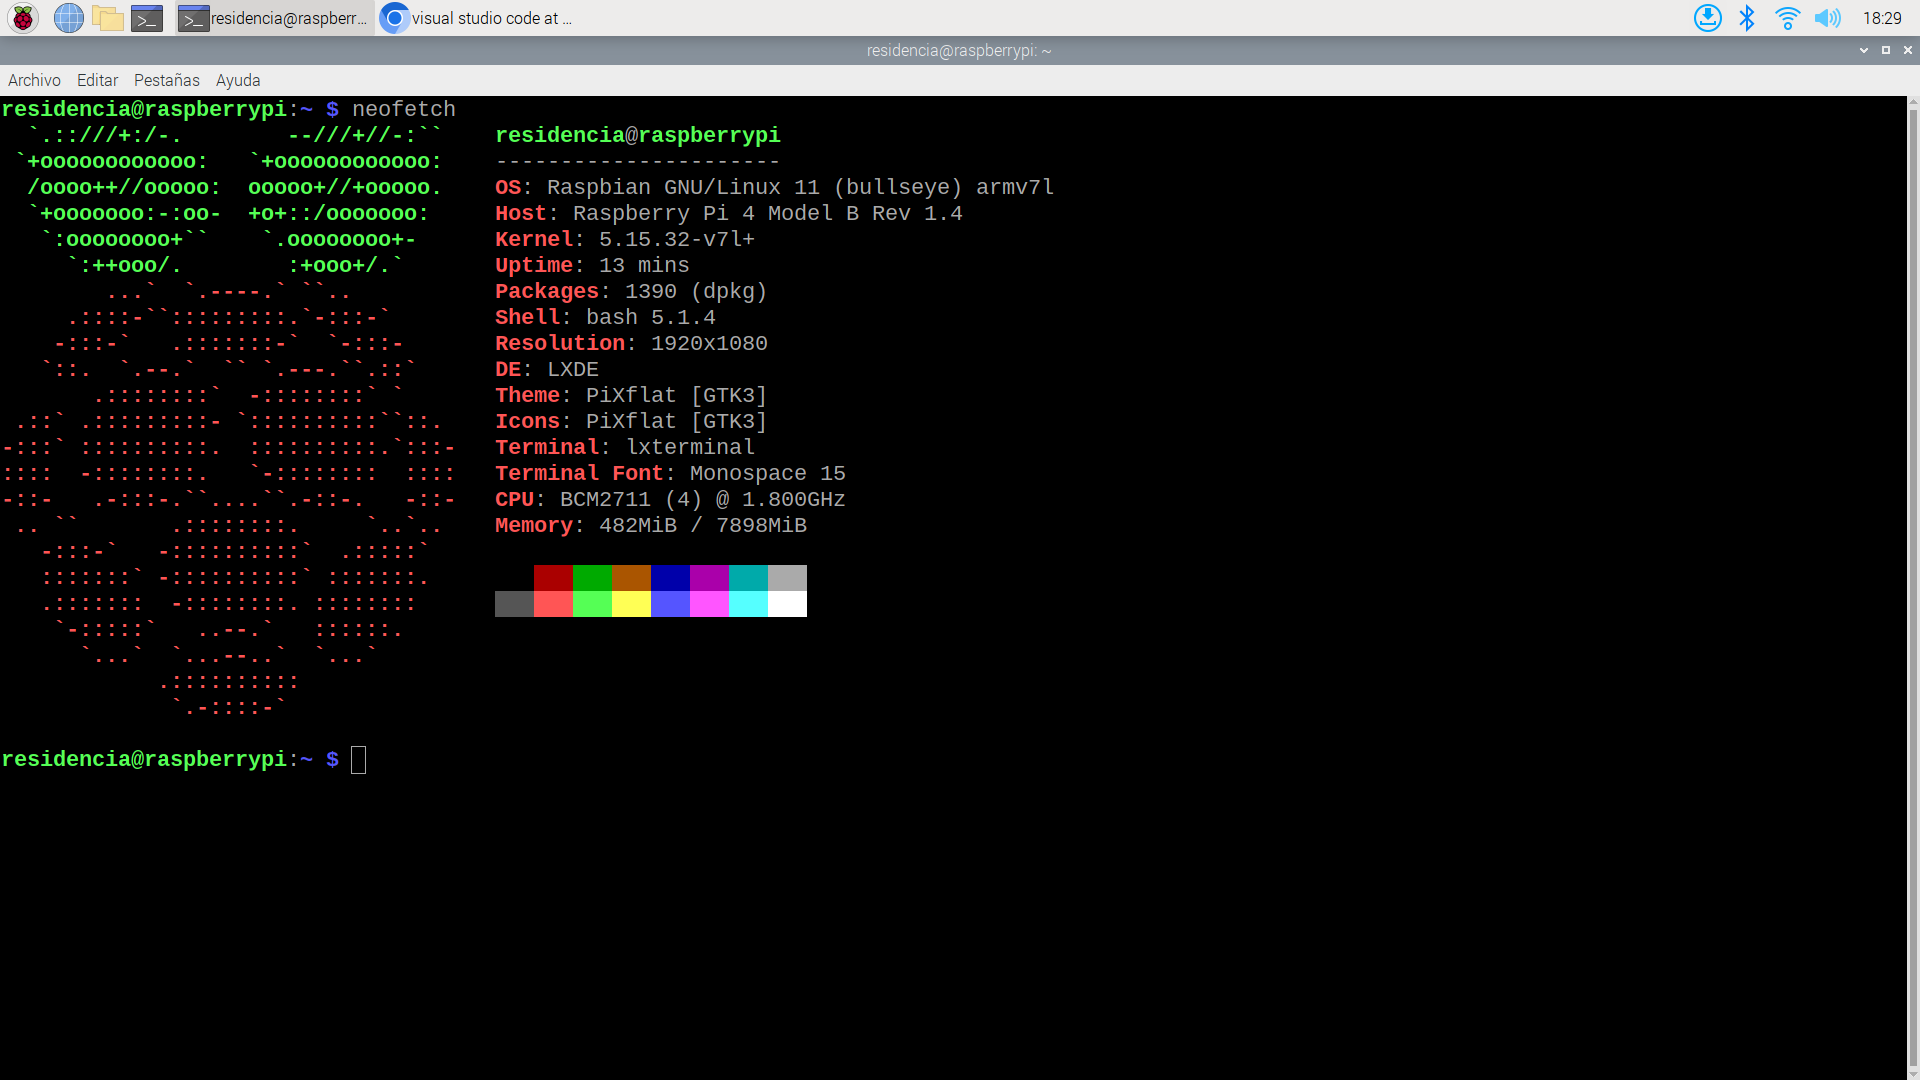 residencia@raspberr...
visual studio code at ...
18:29
residencia@raspberrypi: ~
Archivo Editar Pestañas Ayuda
residencia@raspberrypi:~ $ neofetch
residencia@raspberrypi
----------------------
OS: Raspbian GNU/Linux 11 (bullseye) armv7l
Host: Raspberry Pi 4 Model B Rev 1.4
Kernel: 5.15.32-v7l+
Uptime: 13 mins
Packages: 1390 (dpkg)
Shell: bash 5.1.4
Resolution: 1920x1080
DE: LXDE
Theme: PiXflat [GTK3]
Icons: PiXflat [GTK3]
Terminal: lxterminal
Terminal Font: Monospace 15
CPU: BCM2711 (4) @ 1.800GHz
Memory: 482MiB / 7898MiB
residencia@raspberrypi:~ $